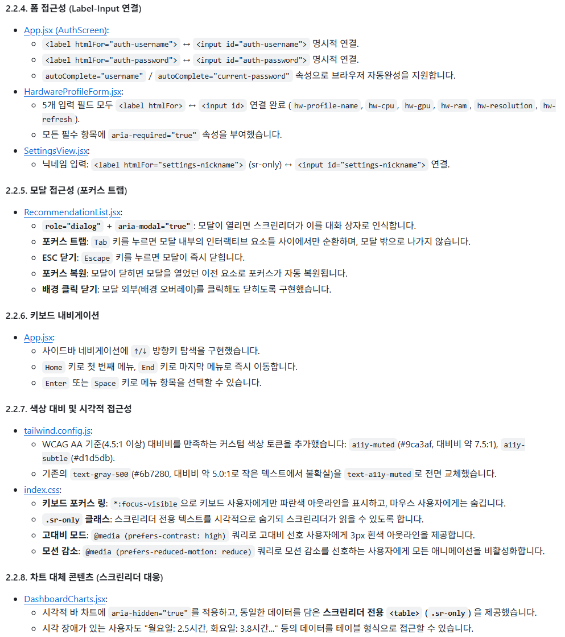 2.2.4. 폼 접근성 (Label-Input 연결)
App.jsx (AuthScreen):
<label htmlFor="auth-username"> ↔ <input id="auth-username"> 명시적 연결.
<label htmlFor="auth-password"> ↔ <input id="auth-password"> 명시적 연결.
autoComplete="username" / autoComplete="current-password" 속성으로 브라우저 자동완성을 지원합니다.
HardwareProfileForm.jsx:
5개 입력 필드 모두 <label htmlFor> ↔ <input id> 연결 완료 ( hw-profile-name , hw-cpu , hw-gpu , hw-ram , hw-resolution , hw-
refresh ).
모든 필수 항목에 aria-required="true" 속성을 부여했습니다.
SettingsView.jsx:
닉네임 입력: <label htmlFor="settings-nickname"> (sr-only) ↔ <input id="settings-nickname"> 연결.
2.2.5. 모달 접근성 (포커스 트랩)
RecommendationList.jsx:
role="dialog" + aria-modal="true" : 모달이 열리면 스크린리더가 이를 대화 상자로 인식합니다.
포커스 트랩: Tab 키를 누르면 모달 내부의 인터랙티브 요소들 사이에서만 순환하며, 모달 밖으로 나가지 않습니다.
ESC 닫기: Escape 키를 누르면 모달이 즉시 닫힙니다.
포커스 복원: 모달이 닫히면 모달을 열었던 이전 요소로 포커스가 자동 복원됩니다.
배경 클릭 닫기: 모달 외부(배경 오버레이)를 클릭해도 닫히도록 구현했습니다.
2.2.6. 키보드 내비게이션
App.jsx:
사이드바 네비게이션에 ↑/↓ 방향키 탐색을 구현했습니다.
Home 키로 첫 번째 메뉴, End 키로 마지막 메뉴로 즉시 이동합니다.
Enter 또는 Space 키로 메뉴 항목을 선택할 수 있습니다.
2.2.7. 색상 대비 및 시각적 접근성
tailwind.config.js:
WCAG AA 기준(4.5:1 이상) 대비비를 만족하는 커스텀 색상 토큰을 추가했습니다: a11y-muted (#9ca3af, 대비비 약 7.5:1), a11y-
subtle (#d1d5db).
기존의 text-gray-500 (#6b7280, 대비비 약 5.0:1로 작은 텍스트에서 불확실)을 text-a11y-muted 로 전면 교체했습니다.
index.css:
키보드 포커스 링: *:focus-visible 으로 키보드 사용자에게만 파란색 아웃라인을 표시하고, 마우스 사용자에게는 숨깁니다.
.sr-only 클래스: 스크린리더 전용 텍스트를 시각적으로 숨기되 스크린리더가 읽을 수 있도록 합니다.
고대비 모드: @media (prefers-contrast: high) 쿼리로 고대비 선호 사용자에게 3px 흰색 아웃라인을 제공합니다.
모션 감소: @media (prefers-reduced-motion: reduce) 쿼리로 모션 감소를 선호하는 사용자에게 모든 애니메이션을 비활성화합니다.
2.2.8. 차트 대체 콘텐츠 (스크린리더 대응)
DashboardCharts.jsx:
시각적 바 차트에 aria-hidden="true" 를 적용하고, 동일한 데이터를 담은 스크린리더 전용 <table> ( .sr-only ) 을 제공했습니다.
시각 장애가 있는 사용자도 "월요일: 2.5시간, 화요일: 3.8시간..." 등의 데이터를 테이블 형식으로 접근할 수 있습니다.